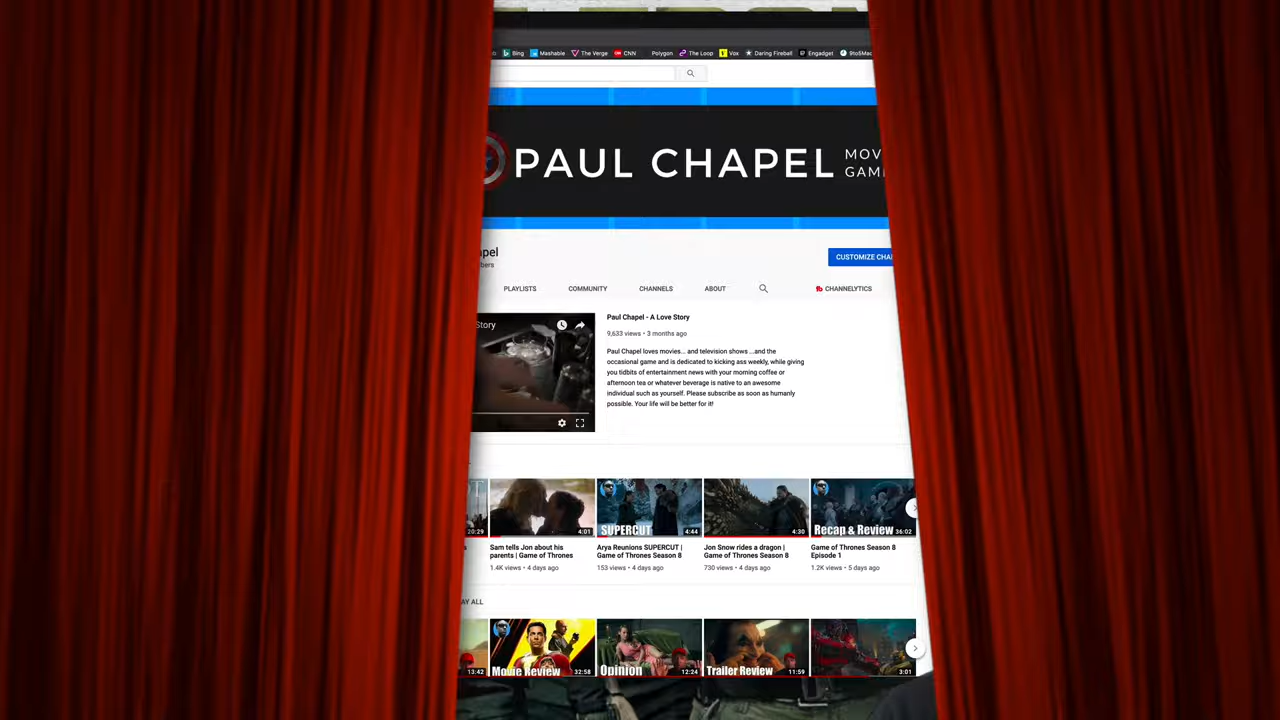 Bing Mashable The Verge CNN Polygon The Loop Vox Daring Fireball Engadget 9to5Mac
PAUL CHAPEL
MOV
GAM
apel
bers
CUSTOMIZE CHA
PLAYLISTS COMMUNITY CHANNELS ABOUT CHANNELYTICS
Story
Paul Chapel - A Love Story
9,633 views • 3 months ago
Paul Chapel loves movies... and television shows ...and the
occasional game and is dedicated to kicking ass weekly, while giving
you tidbits of entertainment news with your morning coffee or
afternoon tea or whatever beverage is native to an awesome
individual such as yourself. Please subscribe as soon as humanly
possible. Your life will be better for it!
20:29
4:01
SUPERCUT 4:44
4:30
Recap & Review 36:02
Sam tells Jon about his
parents | Game of Thrones
1.4K views • 4 days ago
Arya Reunions SUPERCUT |
Game of Thrones Season 8
153 views • 4 days ago
Jon Snow rides a dragon |
Game of Thrones Season 8
730 views • 4 days ago
Game of Thrones Season 8
Episode 1
1.2K views • 5 days ago
AY ALL
13:42
Movie Review 32:58
Opinion 12:24
Trailer Review 11:59
3:01